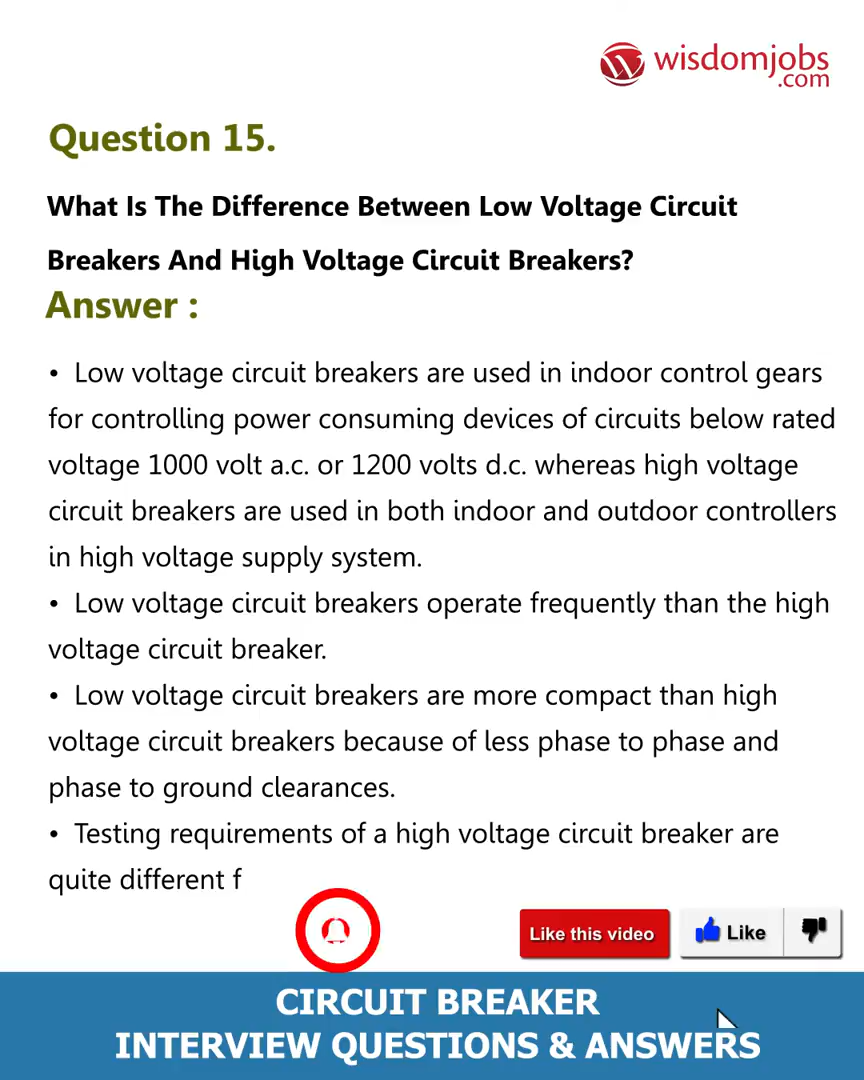 wisdomjobs
.com
Question 15.
What Is The Difference Between Low Voltage Circuit
Breakers And High Voltage Circuit Breakers?
Answer :
• Low voltage circuit breakers are used in indoor control gears
for controlling power consuming devices of circuits below rated
voltage 1000 volt a.c. or 1200 volts d.c. whereas high voltage
circuit breakers are used in both indoor and outdoor controllers
in high voltage supply system.
• Low voltage circuit breakers operate frequently than the high
voltage circuit breaker.
• Low voltage circuit breakers are more compact than high
voltage circuit breakers because of less phase to phase and
phase to ground clearances.
• Testing requirements of a high voltage circuit breaker are
quite different f
Like this video
Like
CIRCUIT BREAKER
INTERVIEW QUESTIONS & ANSWERS